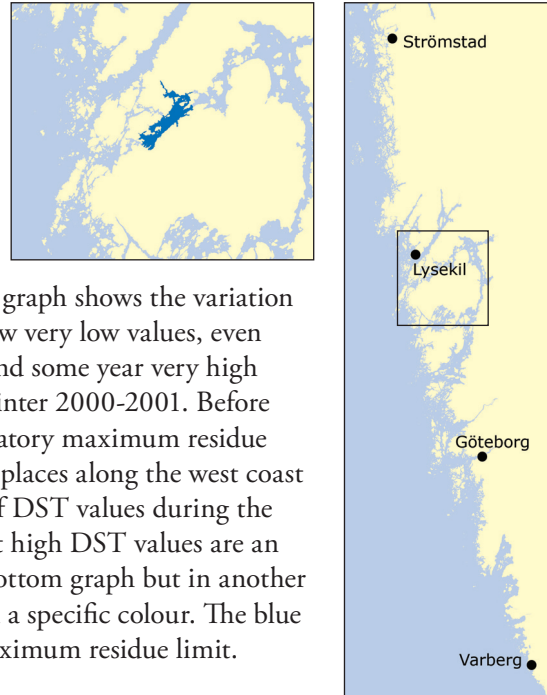 graph shows the variation
very low values, even
some year very high
inter 2000-2001. Before
maximum residue
places along the west coast
DST values during the
high DST values are an
ottom graph but in another
a specific colour. The blue
ximum residue limit.
Strömstad
Lysekil
Göteborg
Varberg